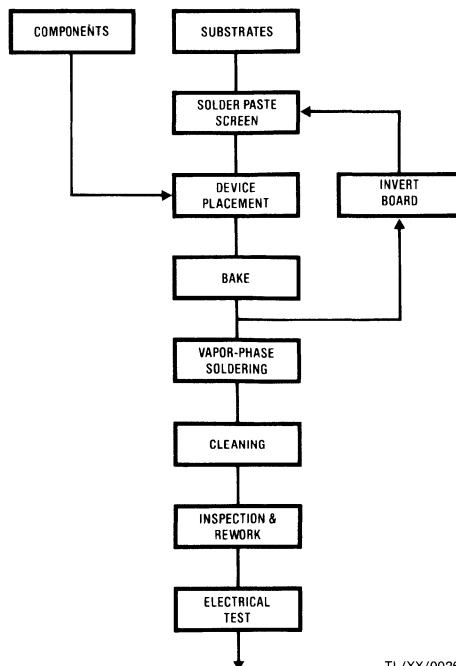 COMPONENTS
SUBSTRATES
SOLDER PASTE
SCREEN
DEVICE
PLACEMENT
INVERT
BOARD
BAKE
VAPOR-PHASE
SOLDERING
CLEANING
INSPECTION &
REWORK
ELECTRICAL
TEST